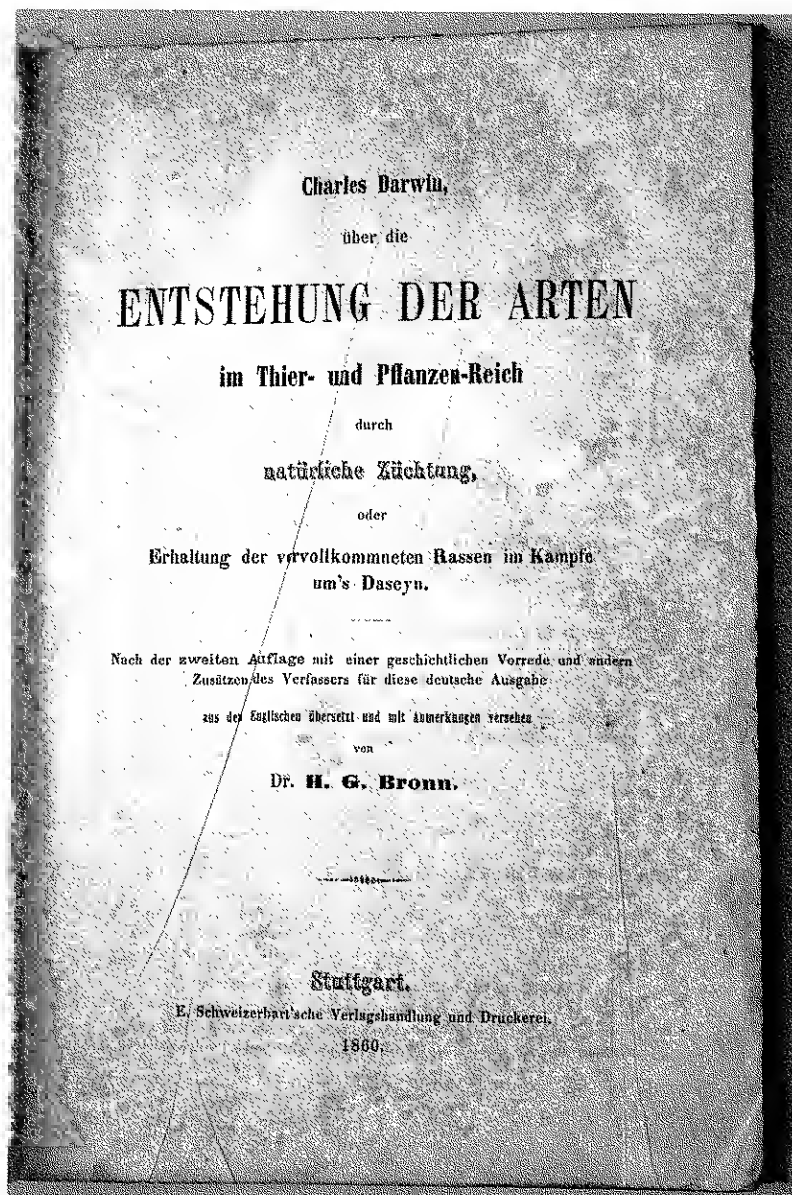 Charles Darwin,
über die
ENTSTEHUNG DER ARTEN
im Thier- und Pflanzen-Reich
durch
natürliche Züchtung,
oder
Erhaltung der vervollkommneten Rassen im Kampfe
um's Daseyn.
Nach der zweiten Auflage mit einer geschichtlichen Vorrede und andern
Zusätzen des Verfassers für diese deutsche Ausgabe
aus dem Englischen übersetzt und mit Anmerkungen versehen
von
Dr. H. G. Bronn.
Stuttgart.
E. Schweizerbart'sche Verlagshandlung und Druckerei.
1860.